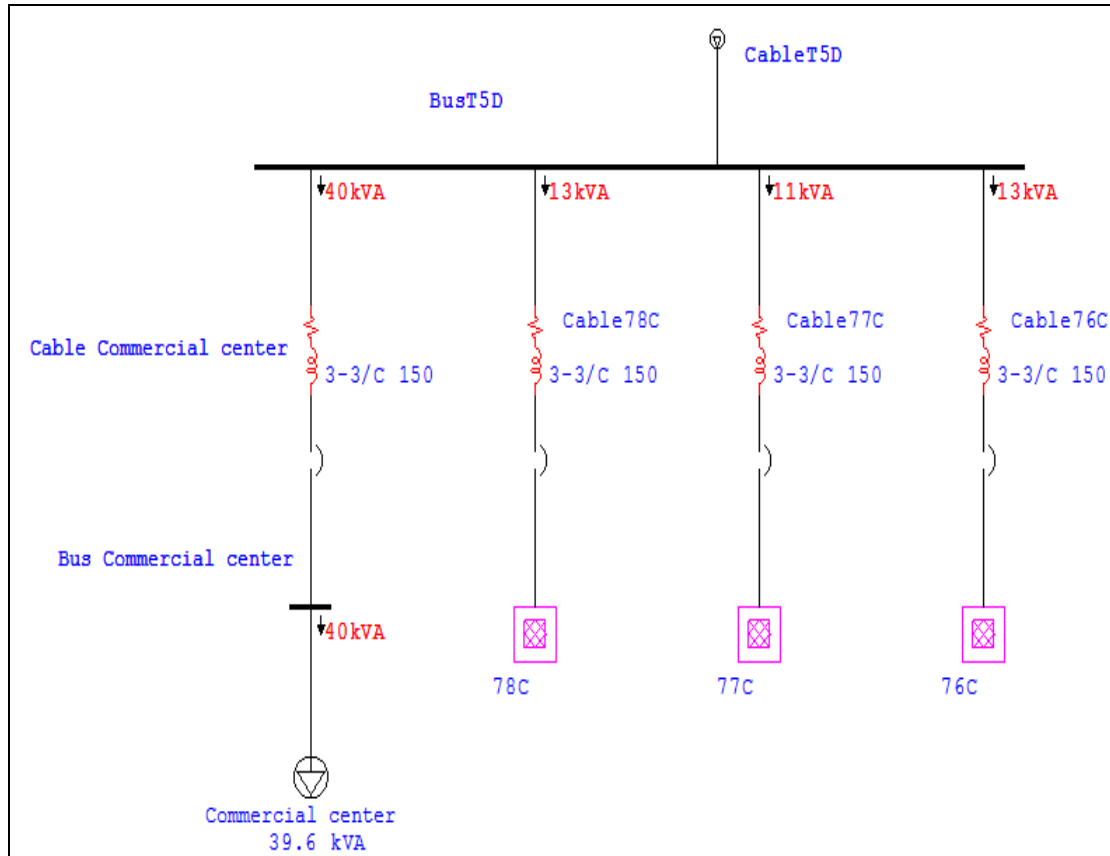 CableT5D
BusT5D
40kVA
13kVA
11kVA
13kVA
Cable78C
Cable77C
Cable76C
Cable Commercial center
3-3/C 150
3-3/C 150
3-3/C 150
3-3/C 150
Bus Commercial center
40kVA
78C
77C
76C
Commercial center
39.6 kVA